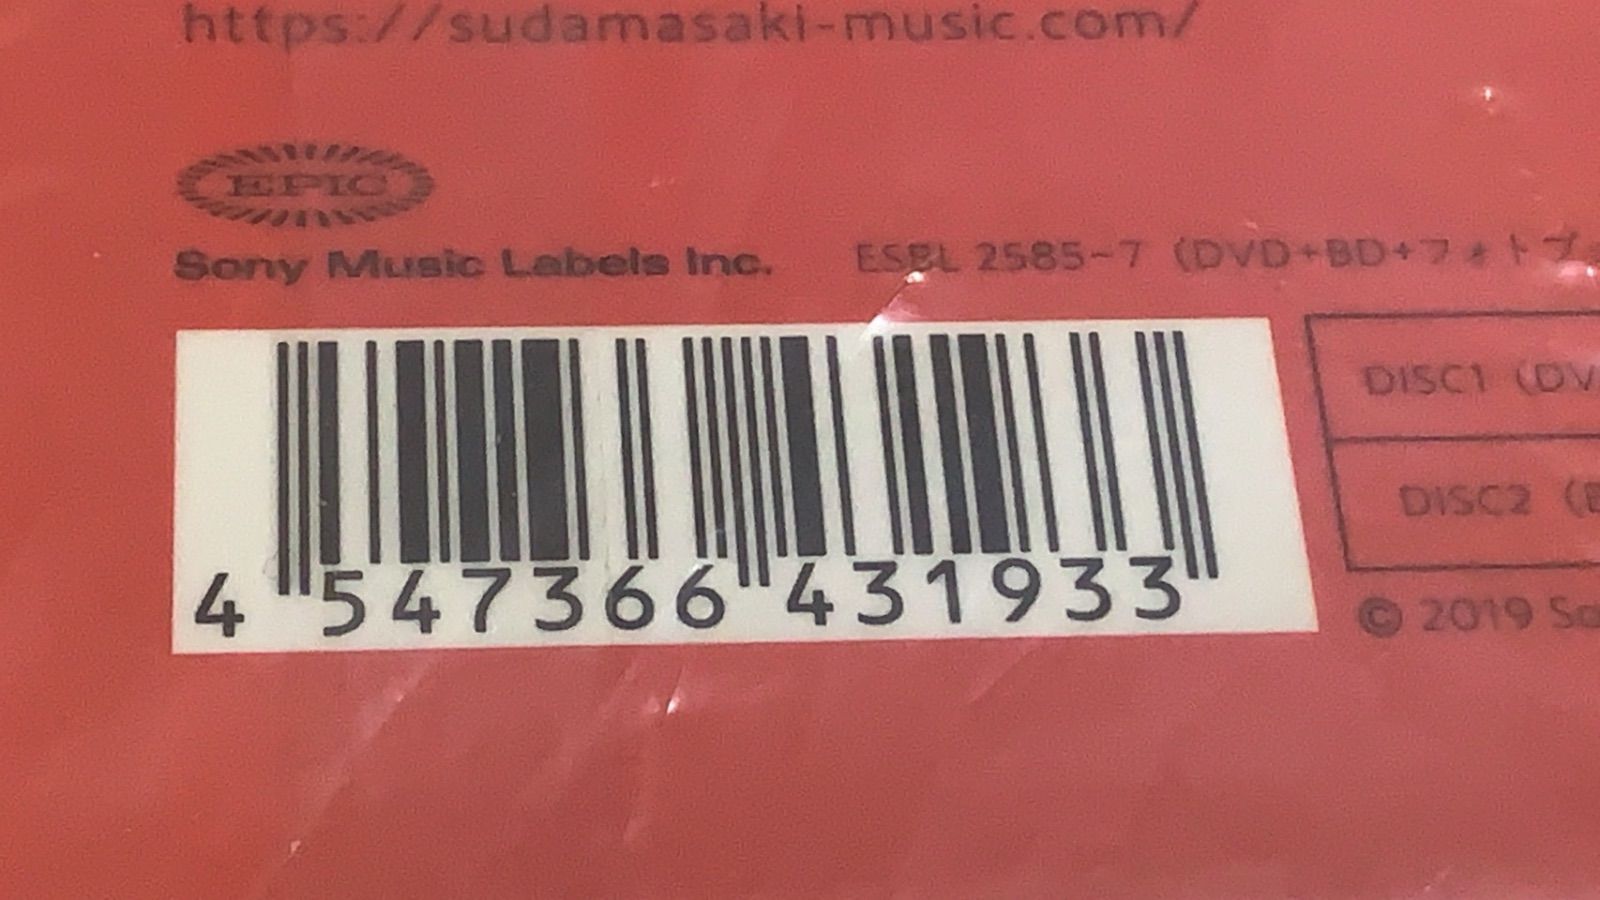 https://sudamasaki-music.com/
EPIC
Sony Music Labels Inc.
ESBL 2585-7 (DVD+BD+フォトブ
DISC1 (DV
DISC2 (B
4 547366 431933
© 2019 So